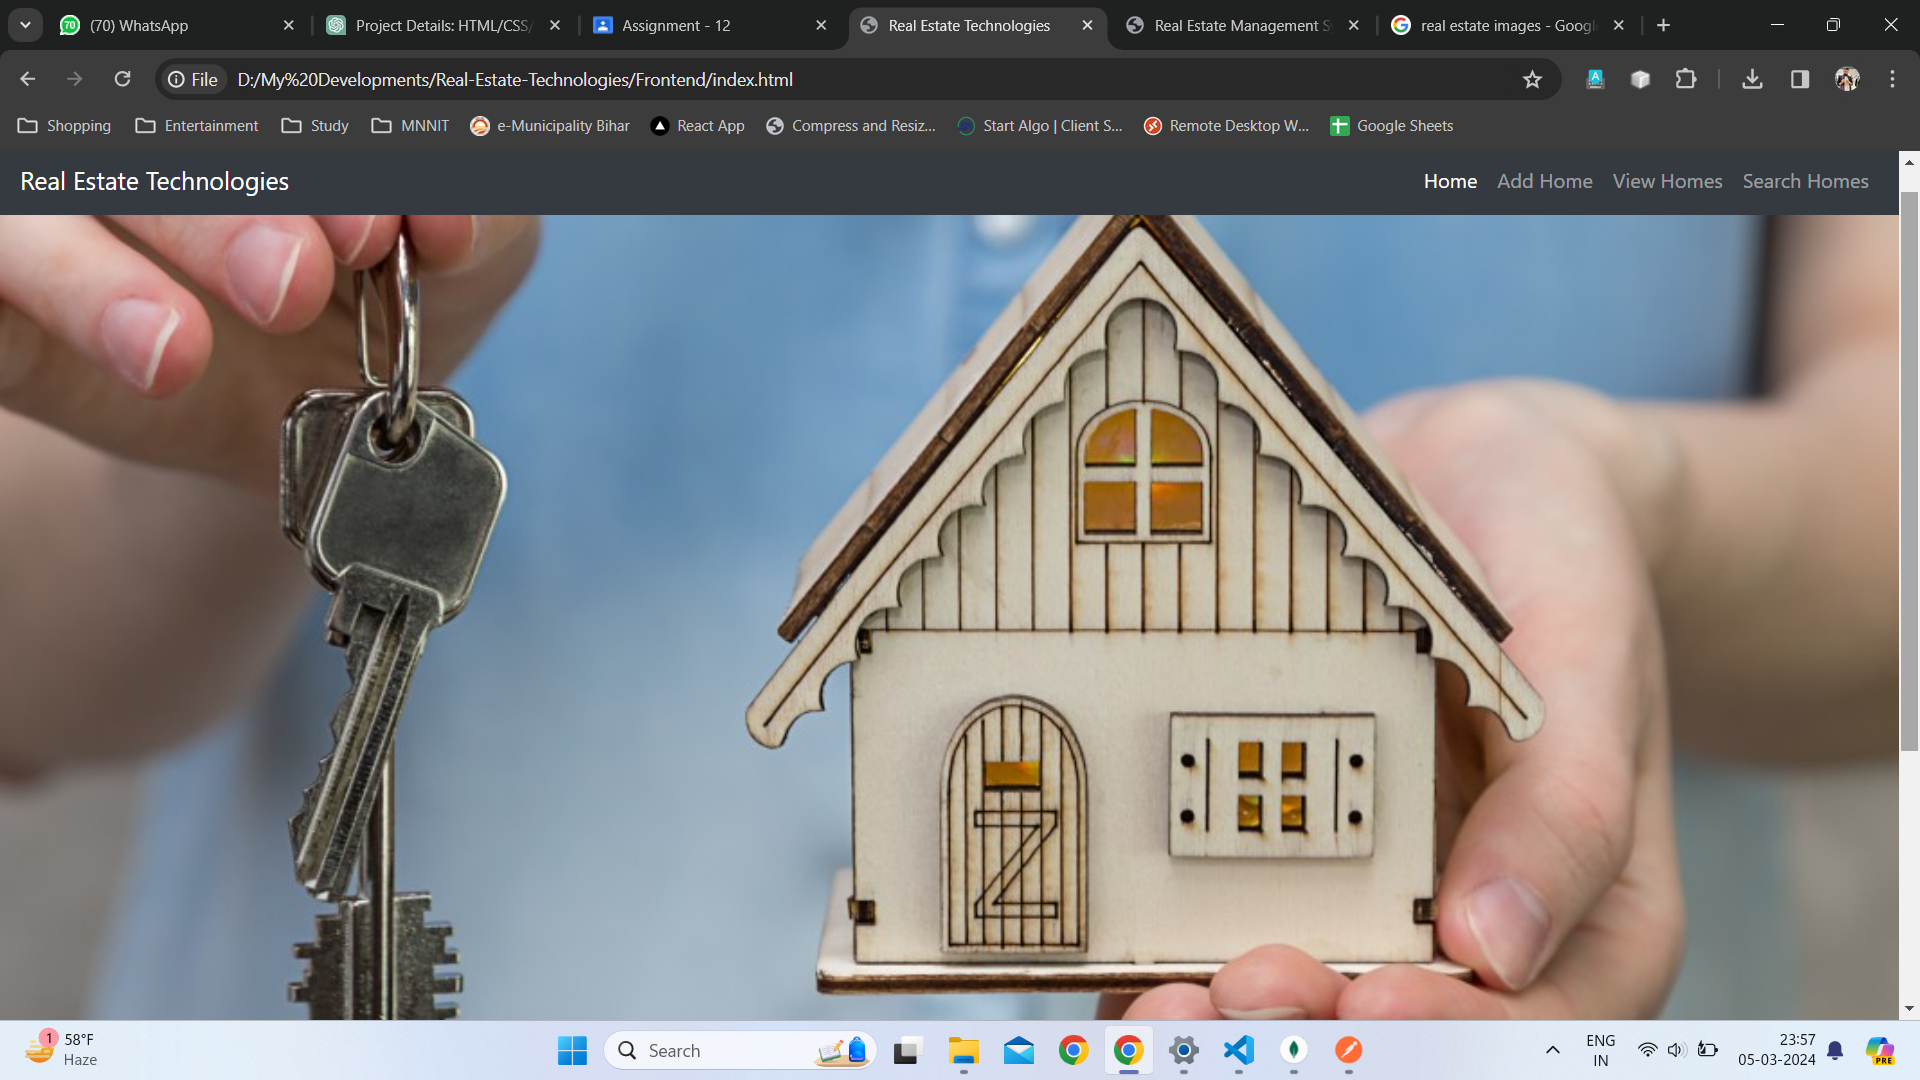 70 (70) WhatsApp
Project Details: HTML/CSS/
Assignment - 12
Real Estate Technologies
Real Estate Management S
real estate images - Googl
File D:/My%20Developments/Real-Estate-Technologies/Frontend/index.html
Shopping
Entertainment
Study
MNNIT
e-Municipality Bihar
React App
Compress and Resiz...
Start Algo | Client S...
Remote Desktop W...
Google Sheets
Real Estate Technologies
Home Add Home View Homes Search Homes
1
58°F
Haze
Search
ENG
IN
23:57
05-03-2024
PRE